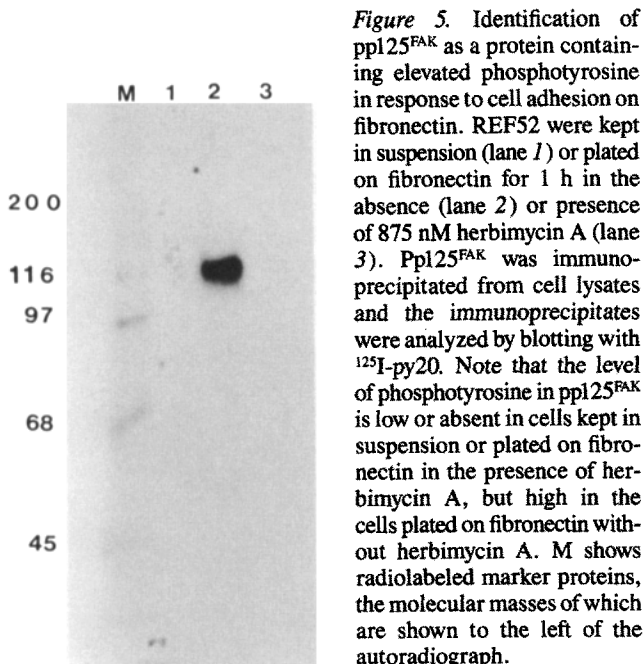 M 1 2 3
200
116
97
68
45
Figure 5. Identification of
pp125FAK as a protein contain-
ing elevated phosphotyrosine
in response to cell adhesion on
fibronectin. REF52 were kept
in suspension (lane 1) or plated
on fibronectin for 1 h in the
absence (lane 2) or presence
of 875 nM herbimycin A (lane
3). Pp125FAK was immuno-
precipitated from cell lysates
and the immunoprecipitates
were analyzed by blotting with
125I-py20. Note that the level
of phosphotyrosine in pp125FAK
is low or absent in cells kept in
suspension or plated on fibro-
nectin in the presence of her-
bimycin A, but high in the
cells plated on fibronectin with-
out herbimycin A. M shows
radiolabeled marker proteins,
the molecular masses of which
are shown to the left of the
autoradiograph.